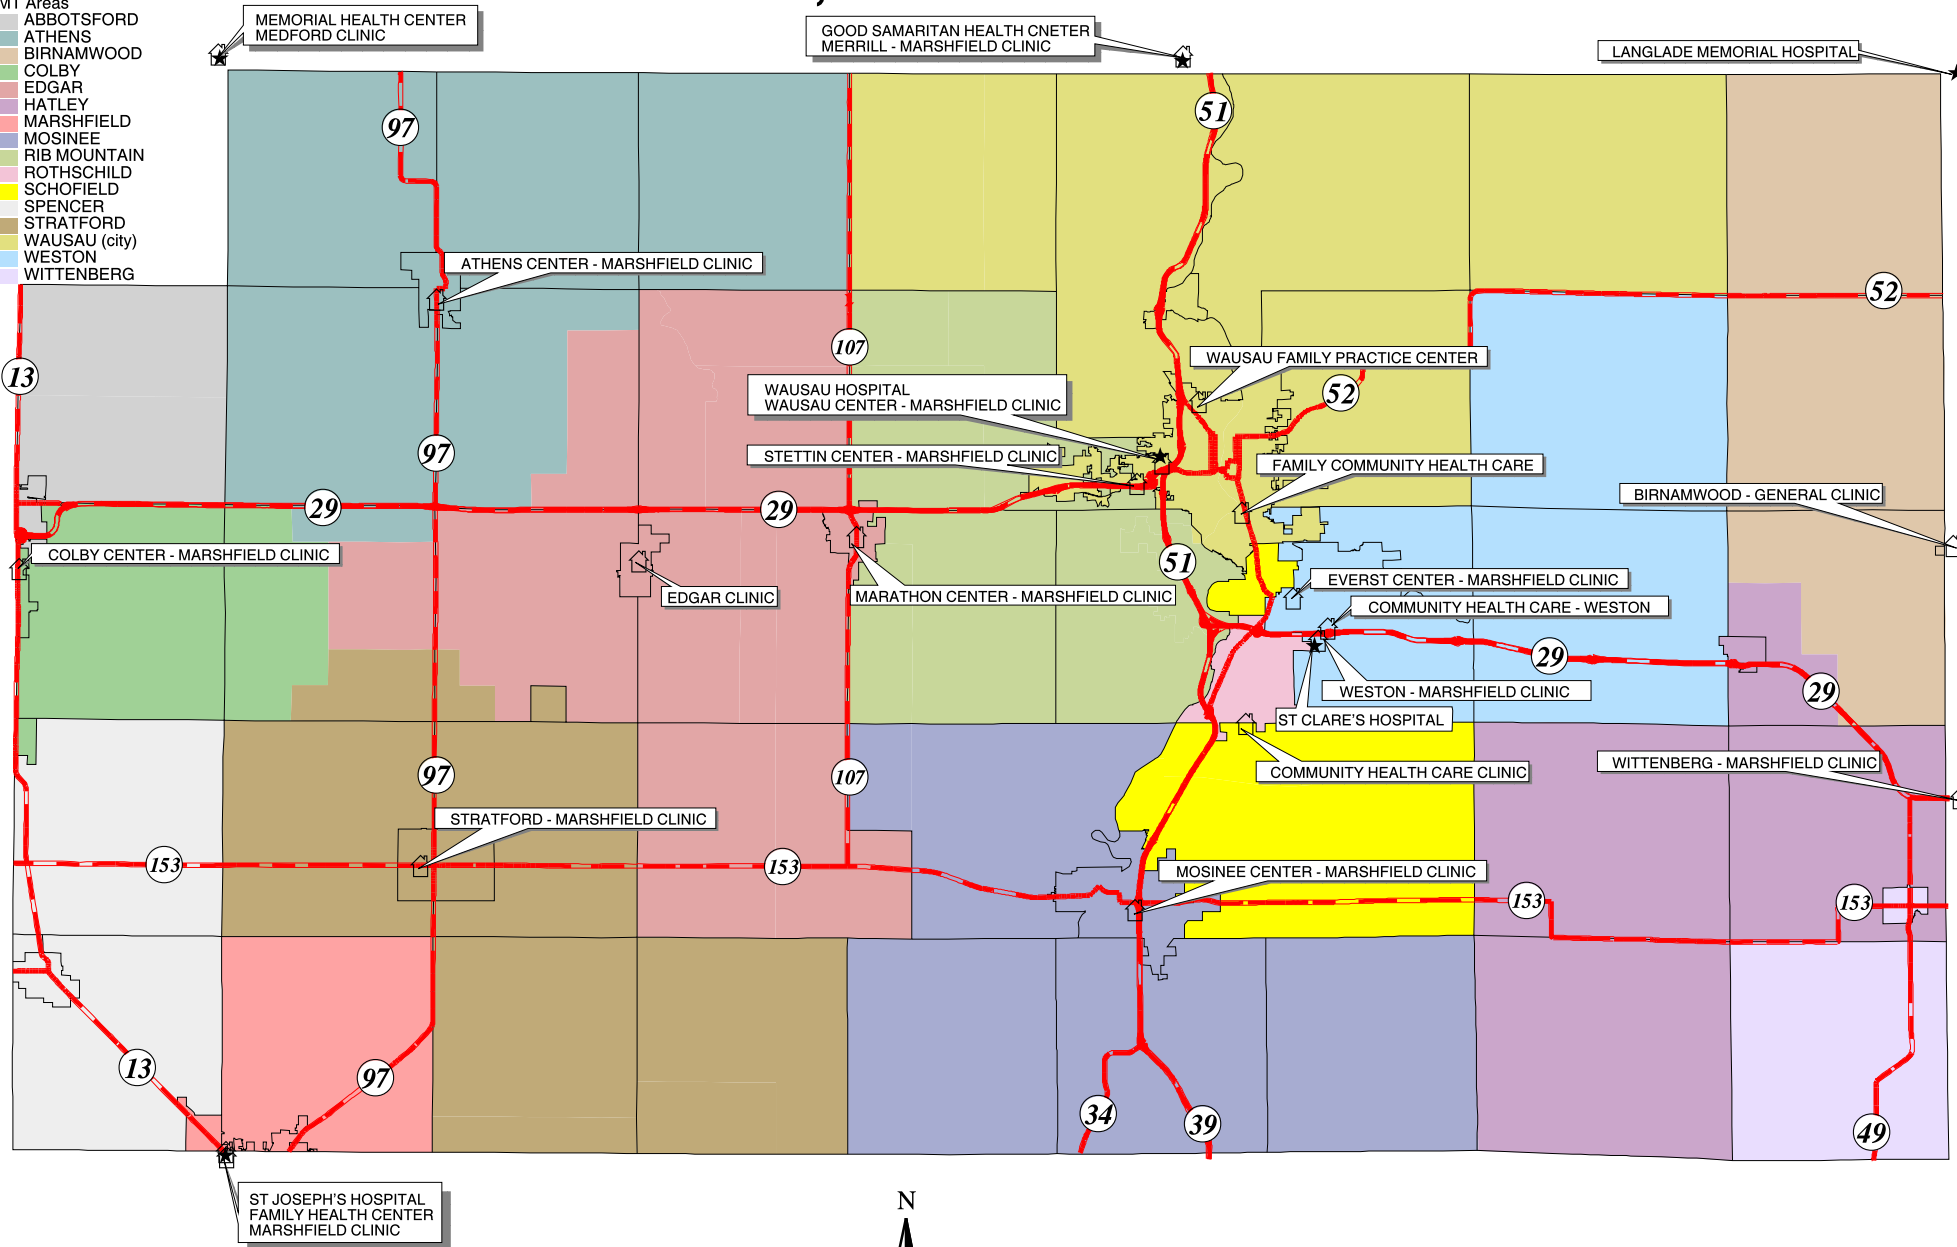 MT Areas
ABBOTSFORD
ATHENS
BIRNAMWOOD
COLBY
EDGAR
HATLEY
MARSHFIELD
MOSINEE
RIB MOUNTAIN
ROTHSCHILD
SCHOFIELD
SPENCER
STRATFORD
WAUSAU (city)
WESTON
WITTENBERG
MEMORIAL HEALTH CENTER
MEDFORD CLINIC
GOOD SAMARITAN HEALTH CNETER
MERRILL - MARSHFIELD CLINIC
LANGLADE MEMORIAL HOSPITAL
97
51
ATHENS CENTER - MARSHFIELD CLINIC
52
13
107
WAUSAU FAMILY PRACTICE CENTER
WAUSAU HOSPITAL
WAUSAU CENTER - MARSHFIELD CLINIC
52
97
STETTIN CENTER - MARSHFIELD CLINIC
FAMILY COMMUNITY HEALTH CARE
BIRNAMWOOD - GENERAL CLINIC
29
29
COLBY CENTER - MARSHFIELD CLINIC
51
EDGAR CLINIC
MARATHON CENTER - MARSHFIELD CLINIC
EVERST CENTER - MARSHFIELD CLINIC
COMMUNITY HEALTH CARE - WESTON
29
WESTON - MARSHFIELD CLINIC
29
ST CLARE'S HOSPITAL
97
107
COMMUNITY HEALTH CARE CLINIC
WITTENBERG - MARSHFIELD CLINIC
STRATFORD - MARSHFIELD CLINIC
153
153
MOSINEE CENTER - MARSHFIELD CLINIC
153
153
13
97
34
39
49
ST JOSEPH'S HOSPITAL
FAMILY HEALTH CENTER
MARSHFIELD CLINIC
N